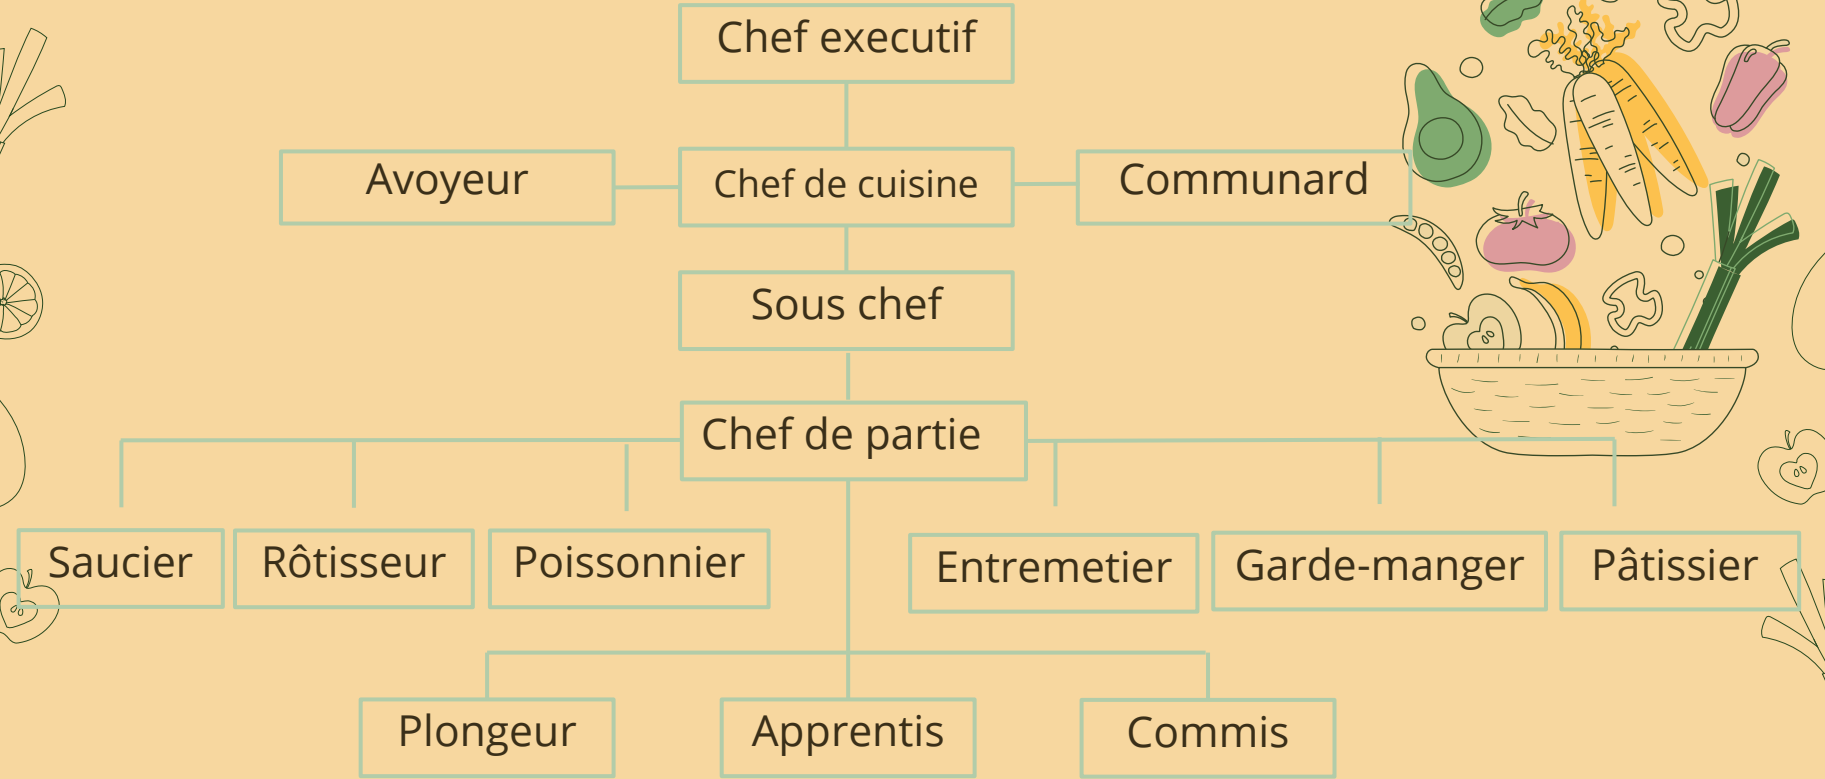 Chef executif
Avoyeur
Chef de cuisine
Communard
Sous chef
Chef de partie
Saucier
Rôtisseur
Poissonnier
Entremetier
Garde-manger
Pâtissier
Plongeur
Apprentis
Commis